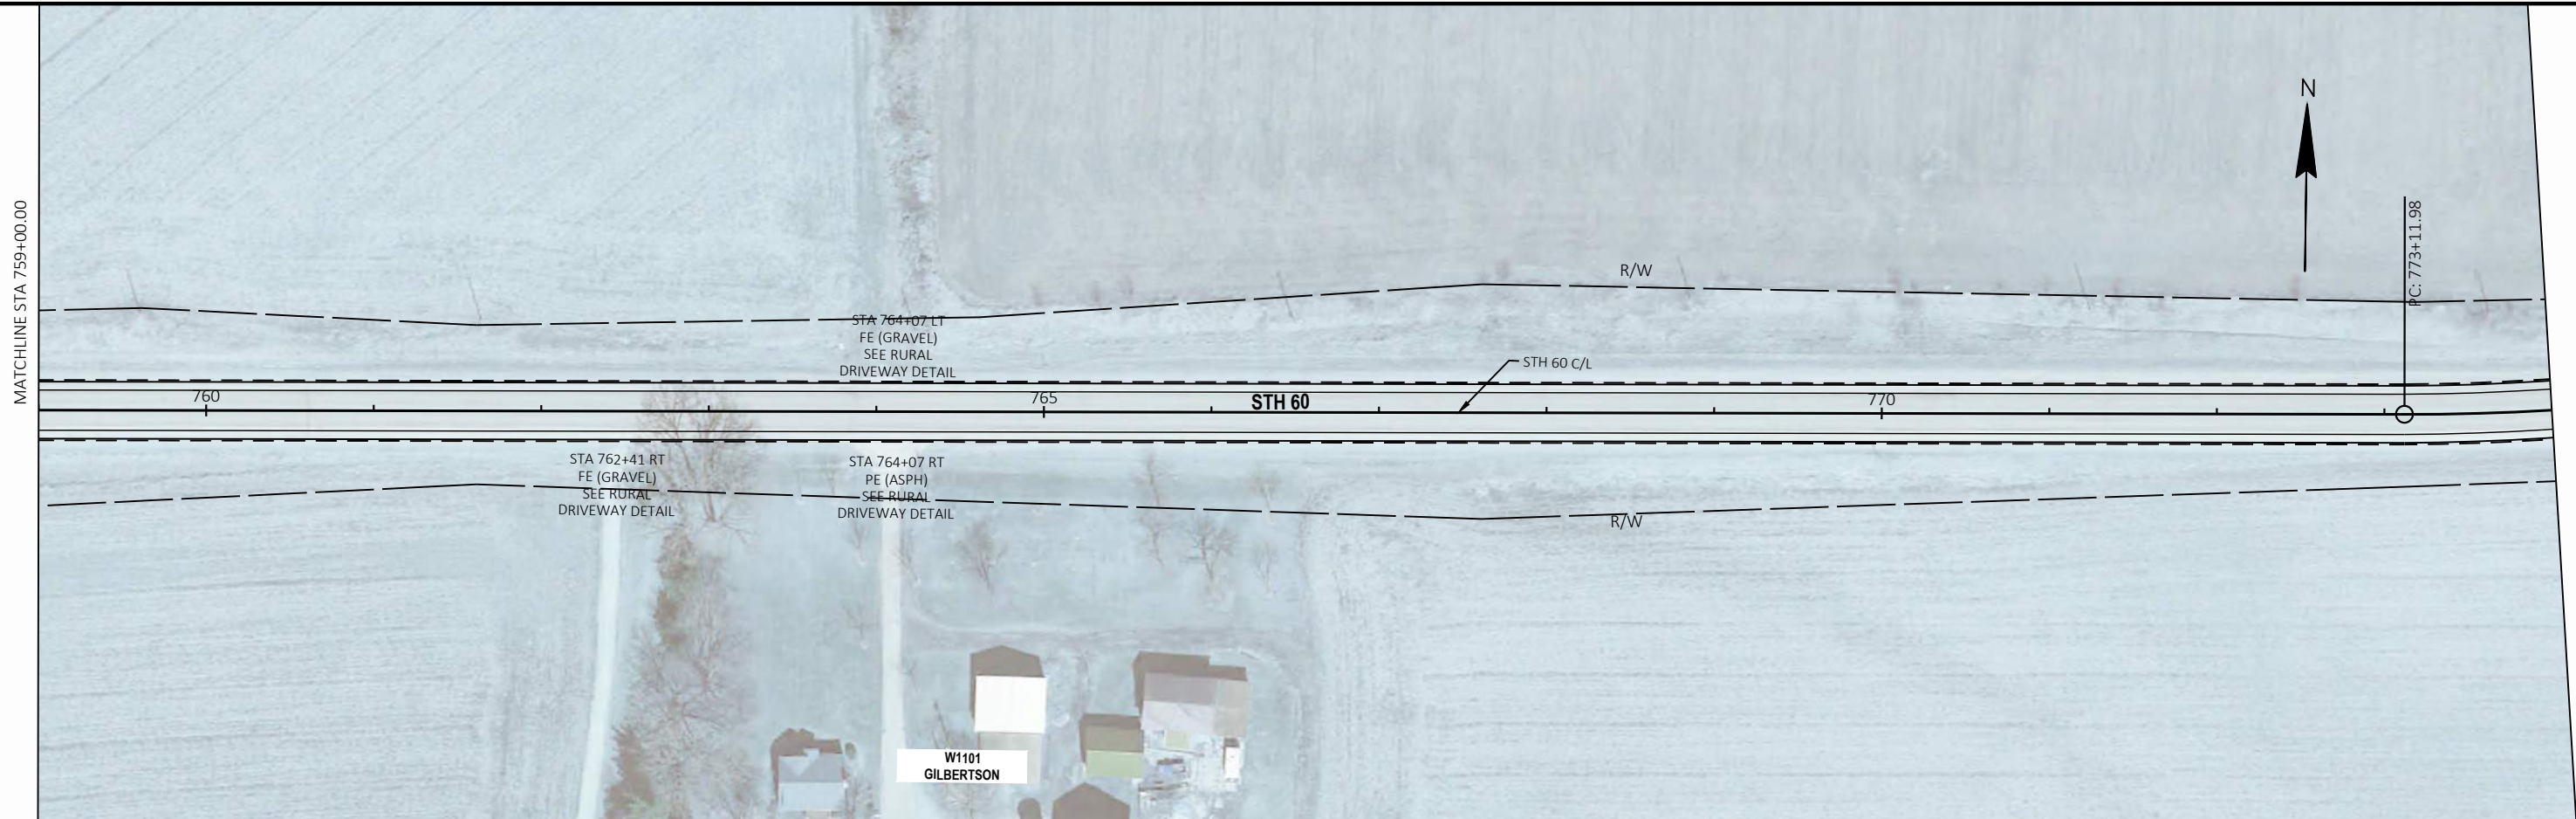 MATCHLINE STA 759+00.00
N
PC: 773+11.98
R/W
STA 764+07 LT
FE (GRAVEL)
SEE RURAL
DRIVEWAY DETAIL
STH 60 C/L
760
765
STH 60
770
STA 762+41 RT
FE (GRAVEL)
SEE RURAL
DRIVEWAY DETAIL
STA 764+07 RT
PE (ASPH)
SEE RURAL
DRIVEWAY DETAIL
R/W
W1101
GILBERTSON